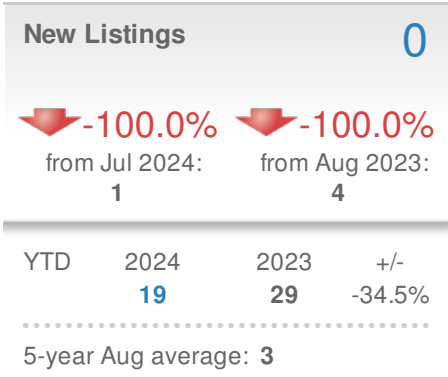 New Listings 0
-100.0% -100.0%
from Jul 2024: from Aug 2023:
1 4
YTD 2024 2023 +/-
19 29 -34.5%
5-year Aug average: 3